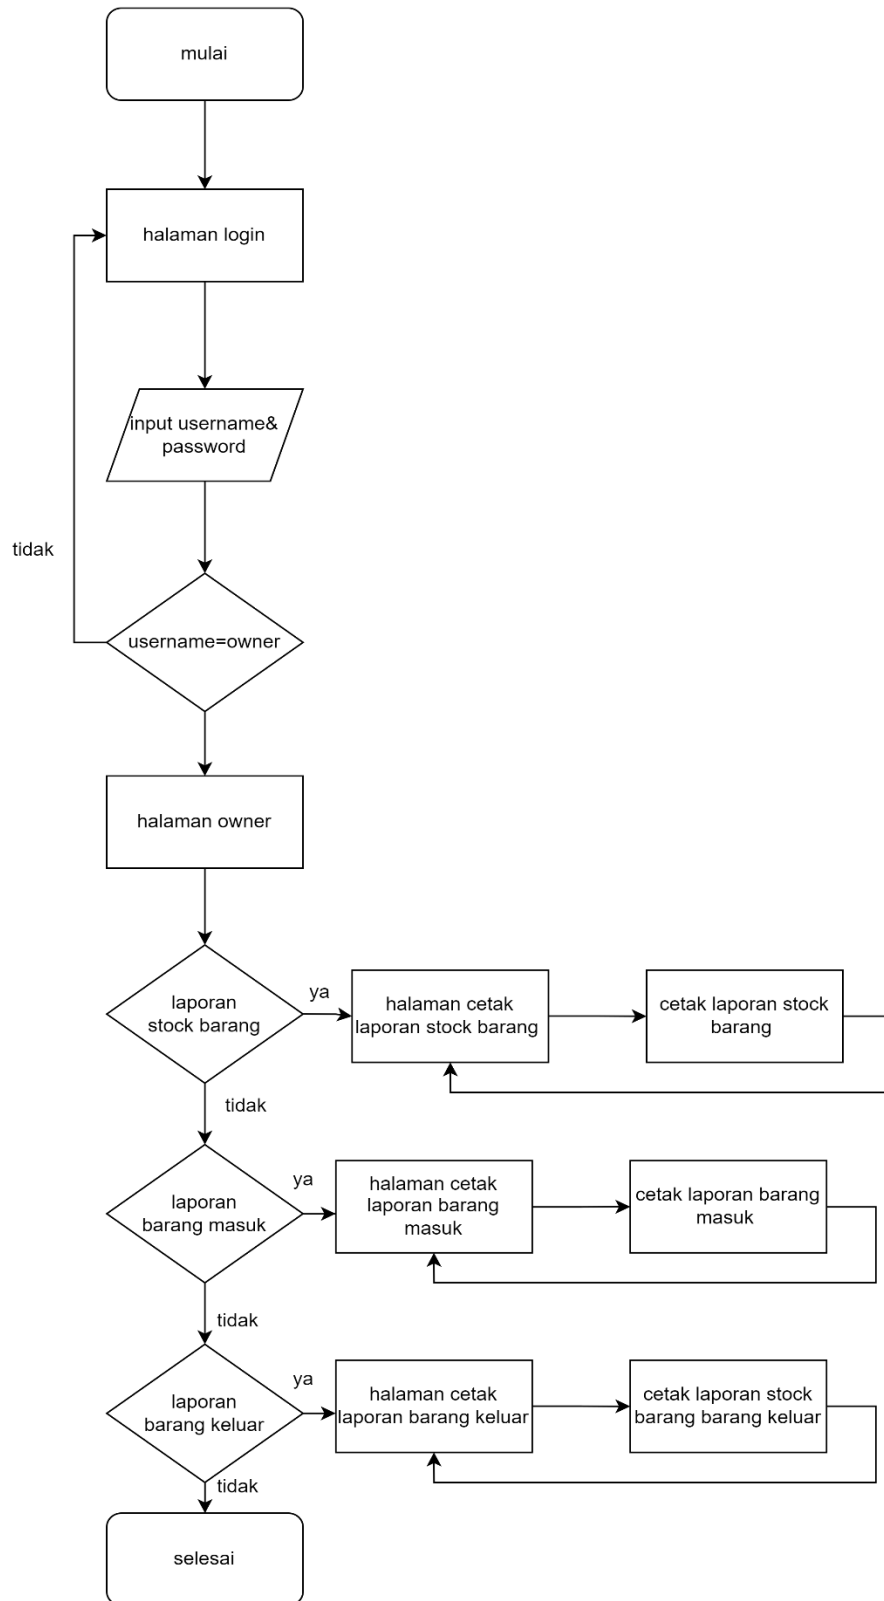 mulai
halaman login
input username&
password
tidak
username=owner
halaman owner
laporan
stock barang
ya
halaman cetak
laporan stock barang
cetak laporan stock
barang
tidak
laporan
barang masuk
ya
halaman cetak
laporan barang
masuk
cetak laporan barang
masuk
tidak
laporan
barang keluar
ya
halaman cetak
laporan barang keluar
cetak laporan stock
barang barang keluar
tidak
selesai